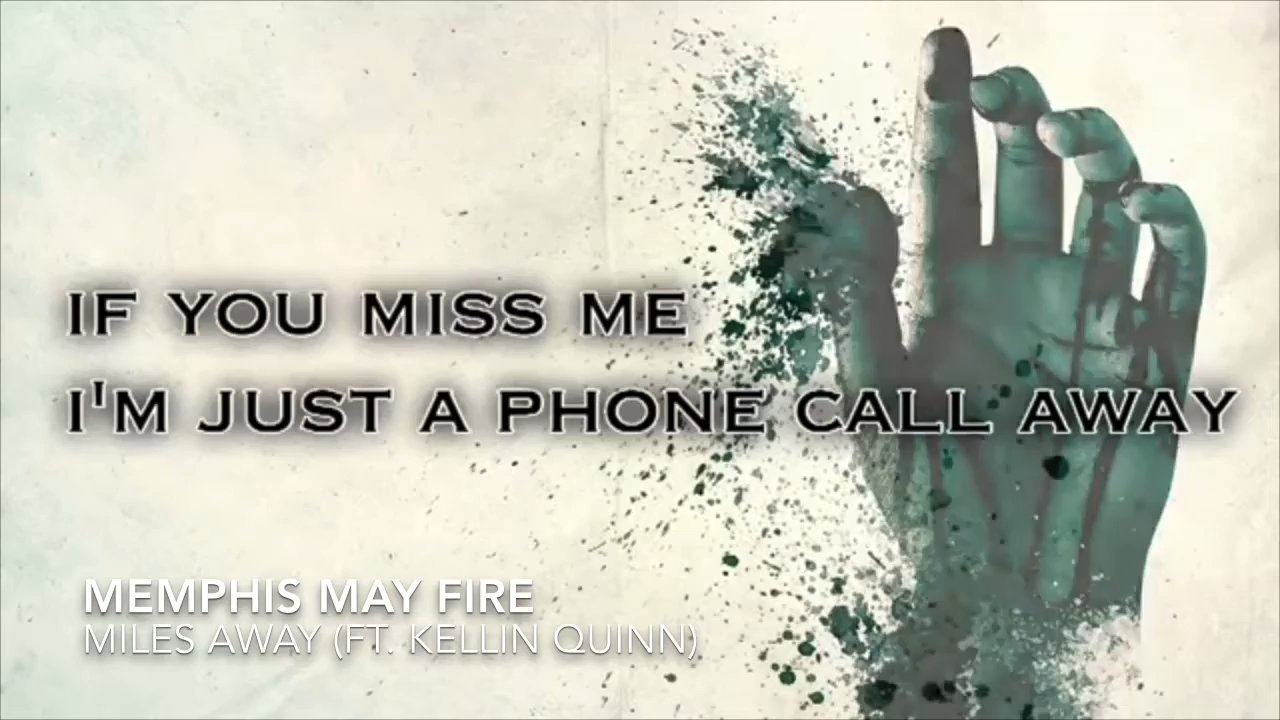 IF YOU MISS ME
I'M JUST A PHONE CALL AWAY
MEMPHIS MAY FIRE
MILES AWAY (FT. KELLIN QUINN)